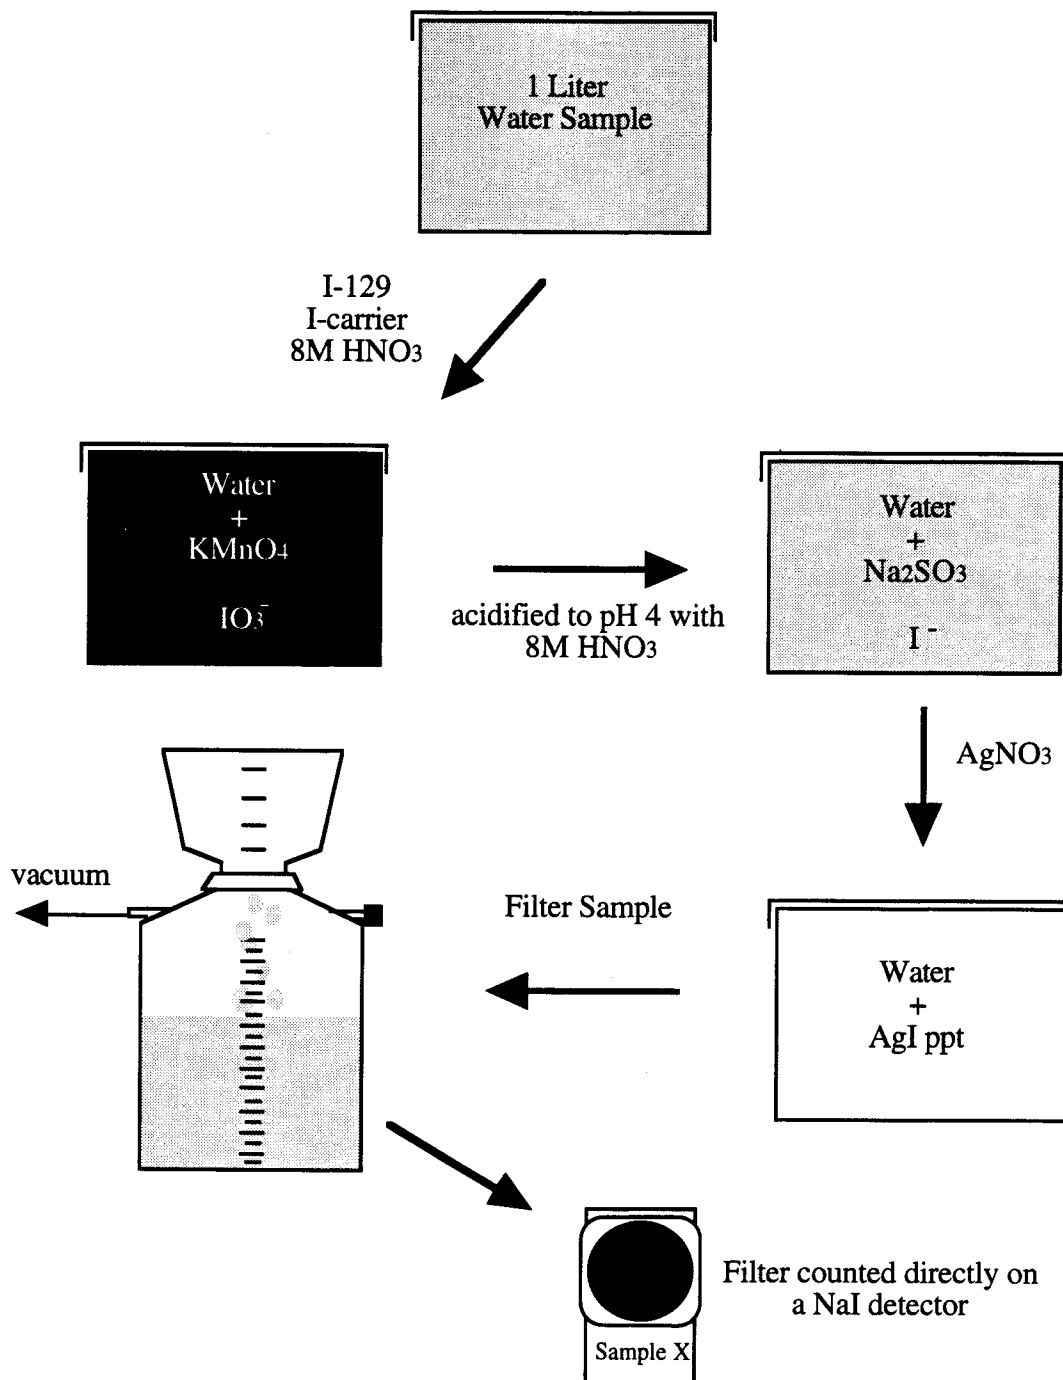 1 Liter
Water Sample
I-129
I-carrier
8M HNO3
Water
+
KMnO4
IO3-
acidified to pH 4 with
8M HNO3
Water
+
Na2SO3
I -
AgNO3
Water
+
AgI ppt
Filter Sample
vacuum
Filter counted directly on
a NaI detector
Sample X